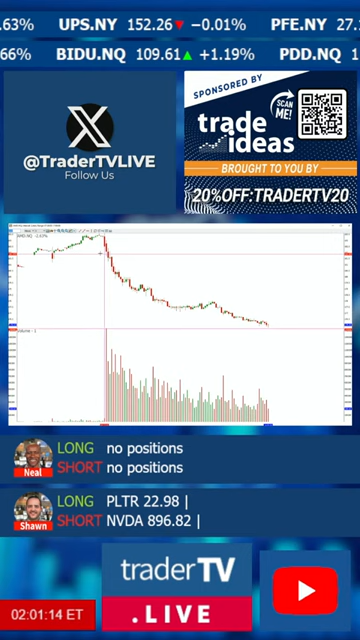 .63% UPS.NY 152.26 ▼ −0.01% PFE.NY 27.
66% BIDU.NQ 109.61 ▲ +1.19% PDD.NQ
SPONSORED BY
SCAN ME!
trade
ideas
BROUGHT TO YOU BY
20%OFF:TRADERTV20
X
@TraderTVLIVE
Follow Us
LONG no positions
SHORT no positions
Neal
LONG PLTR 22.98 |
SHORT NVDA 896.82 |
Shawn
traderTV
.LIVE
02:01:14 ET